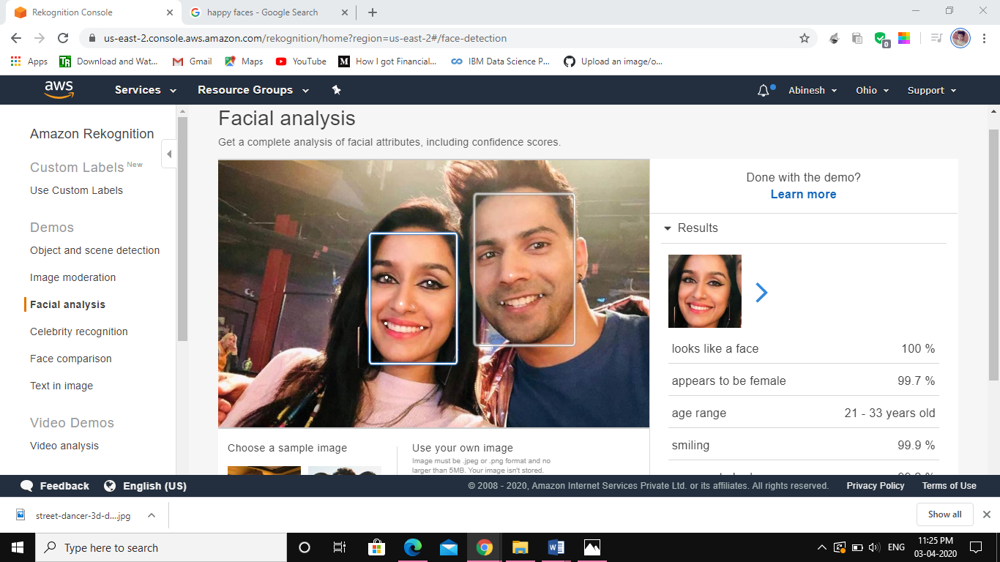 Rekognition Console
happy faces - Google Search
us-east-2.console.aws.amazon.com/rekognition/home?region=us-east-2#/face-detection
0
Apps
TR
Download and Wat...
Gmail
Maps
YouTube
M
How I got Financial...
IBM Data Science P...
Upload an image/o...
aws
Services
Resource Groups
Abinesh
Ohio
Support
Amazon Rekognition
Custom Labels New
Use Custom Labels
Demos
Object and scene detection
Image moderation
Facial analysis
Celebrity recognition
Face comparison
Text in image
Video Demos
Video analysis
Facial analysis
Get a complete analysis of facial attributes, including confidence scores.
Choose a sample image
Use your own image
Image must be .jpeg or .png format and no
larger than 5MB. Your image isn't stored.
Done with the demo?
Learn more
Results
looks like a face 100 %
appears to be female 99.7 %
age range 21 - 33 years old
smiling 99.9 %
Feedback
English (US)
© 2008 - 2020, Amazon Internet Services Private Ltd. or its affiliates. All rights reserved.
Privacy Policy
Terms of Use
street-dancer-3d-d....jpg
Show all
Type here to search
ENG
11:25 PM
03-04-2020